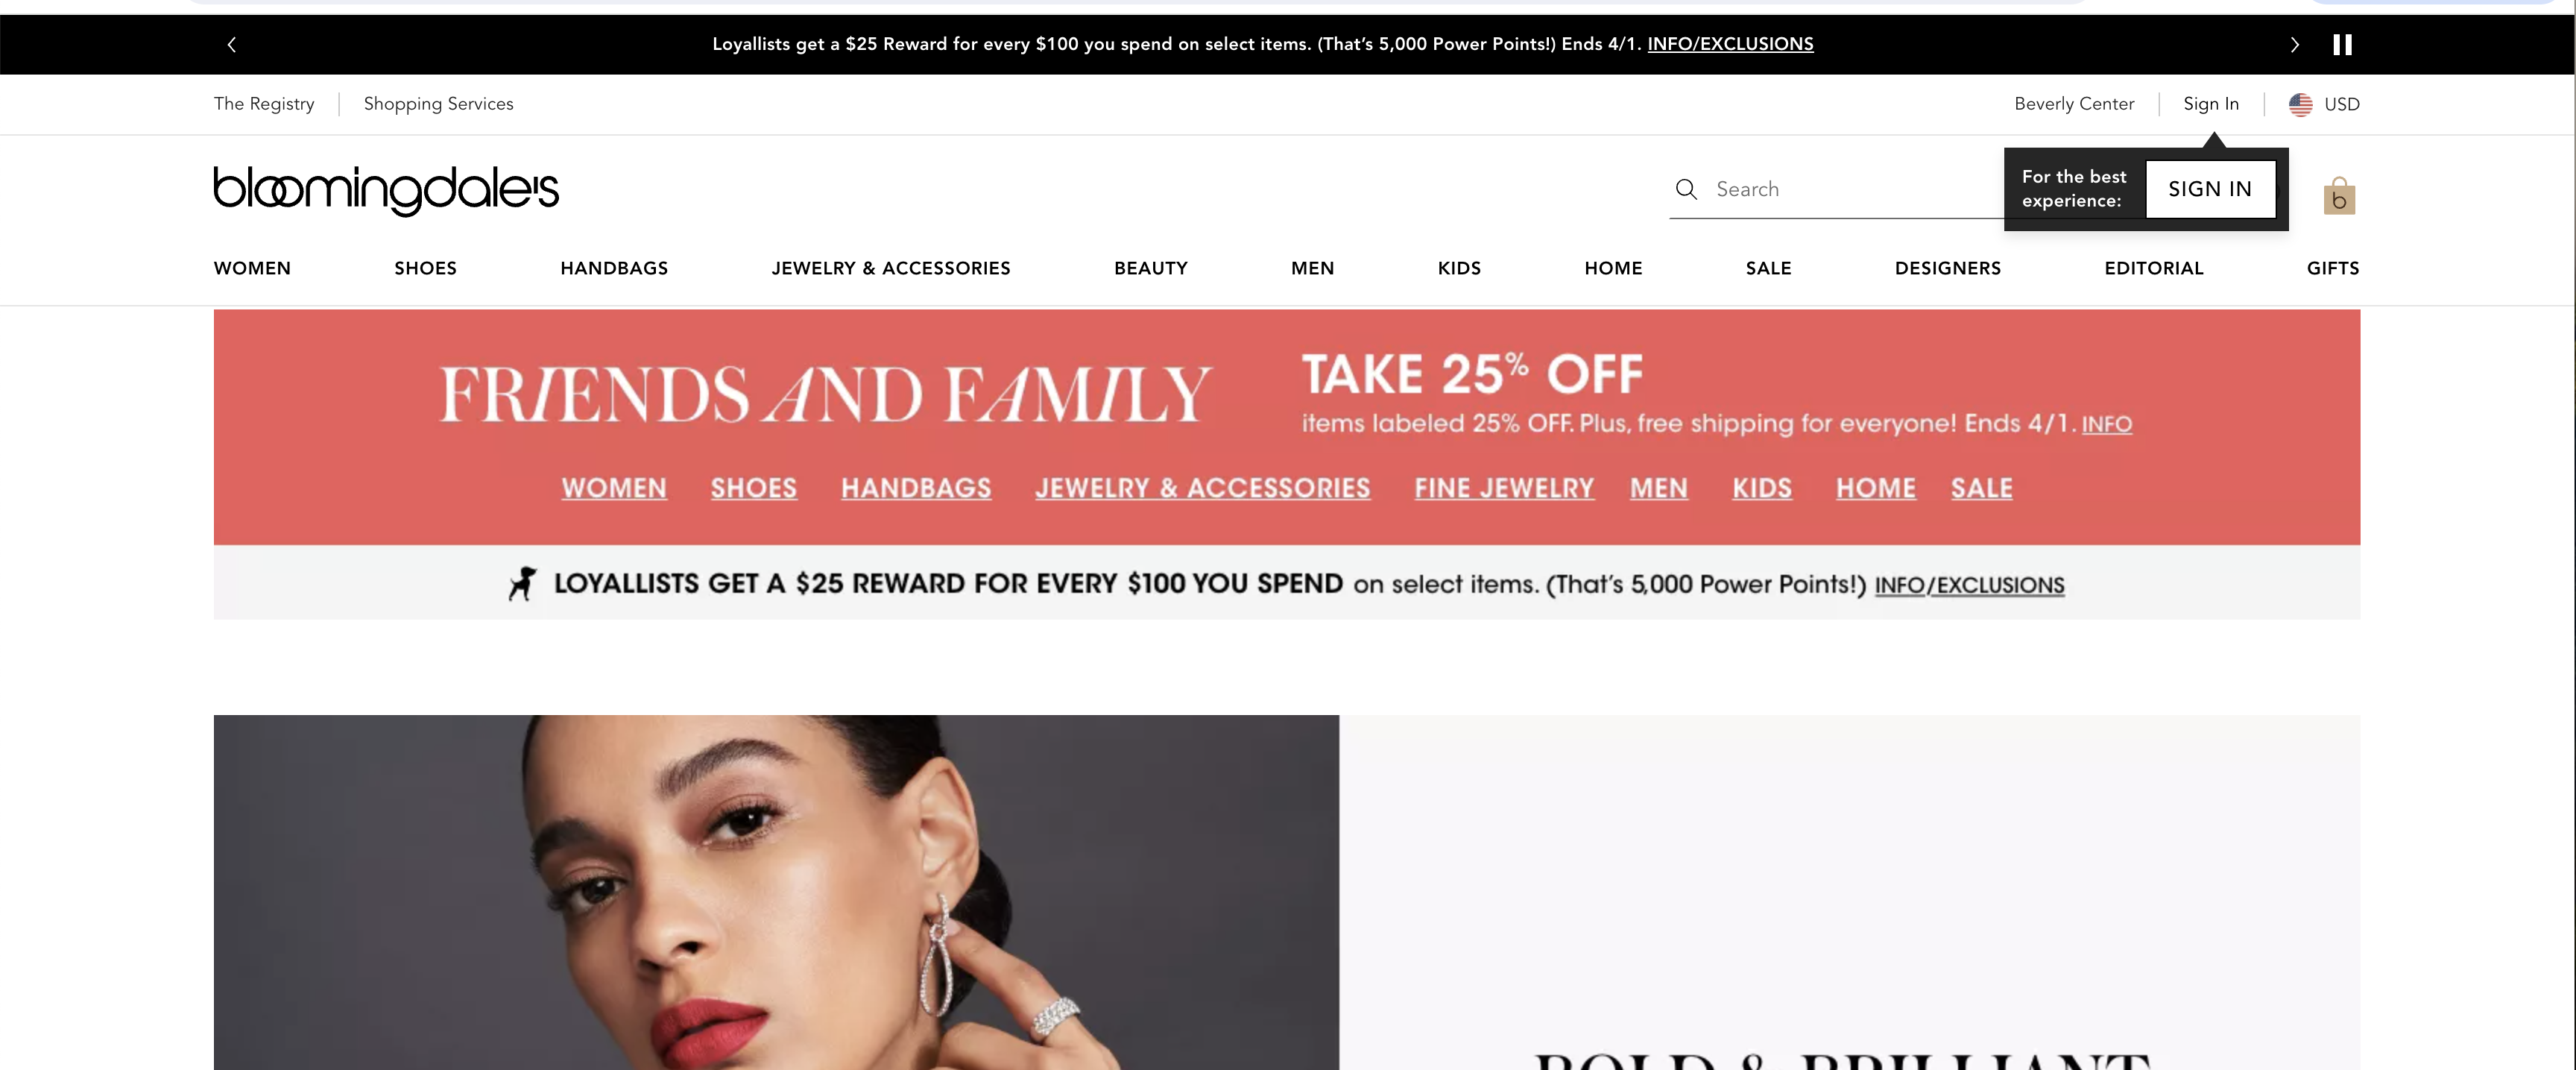 Loyallists get a $25 Reward for every $100 you spend on select items. (That's 5,000 Power Points!) Ends 4/1. INFO/EXCLUSIONS
The Registry
Shopping Services
Beverly Center
Sign In
USD
bloomingdale's
Search
For the best
experience:
SIGN IN
b
WOMEN
SHOES
HANDBAGS
JEWELRY & ACCESSORIES
BEAUTY
MEN
KIDS
HOME
SALE
DESIGNERS
EDITORIAL
GIFTS
FRIENDS AND FAMILY
TAKE 25% OFF
items labeled 25% OFF. Plus, free shipping for everyone! Ends 4/1. INFO
WOMEN
SHOES
HANDBAGS
JEWELRY & ACCESSORIES
FINE JEWELRY
MEN
KIDS
HOME
SALE
LOYALLISTS GET A $25 REWARD FOR EVERY $100 YOU SPEND on select items. (That's 5,000 Power Points!) INFO/EXCLUSIONS
BOLD & BRILLIANT